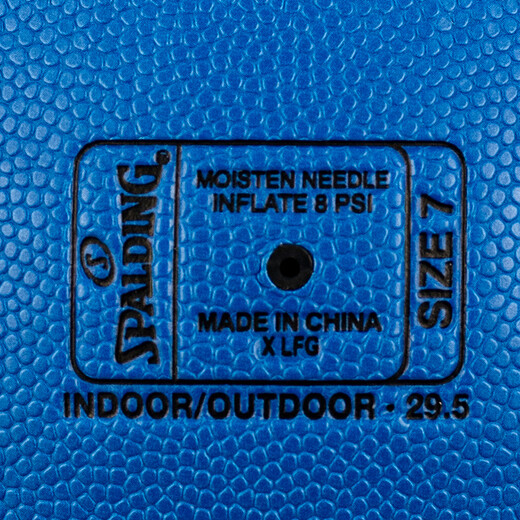 SPALDING
MOISTEN NEEDLE
INFLATE 8 PSI
MADE IN CHINA
X LFG
SIZE 7
INDOOR/OUTDOOR · 29.5